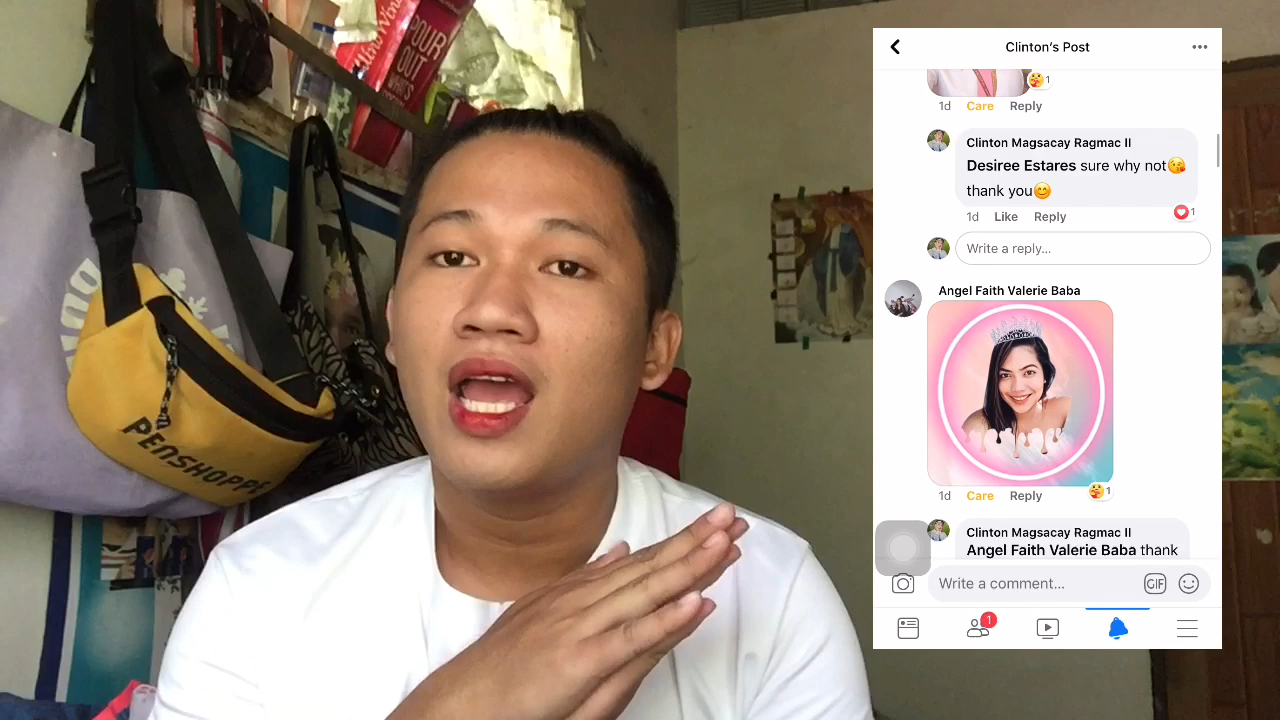 POUR
OUT
PENSHOPPE
Clinton's Post
1
1d Care Reply
Clinton Magsacay Ragmac II
Desiree Estares sure why not😘
thank you😊
1d Like Reply
1
Write a reply...
Angel Faith Valerie Baba
1d Care Reply
1
Clinton Magsacay Ragmac II
Angel Faith Valerie Baba thank
Write a comment...
GIF
1